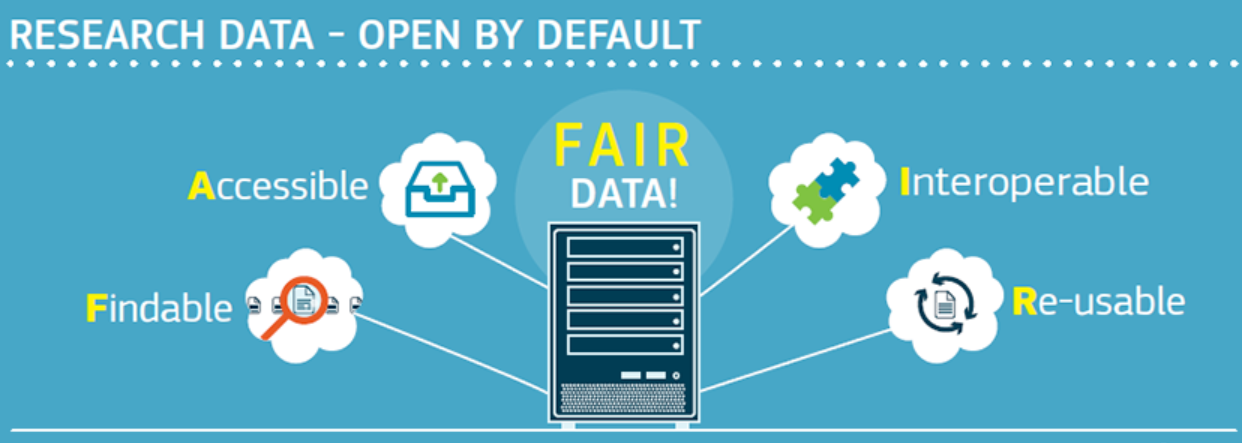 RESEARCH DATA - OPEN BY DEFAULT
FAIR
DATA!
Accessible
Interoperable
Findable
Re-usable